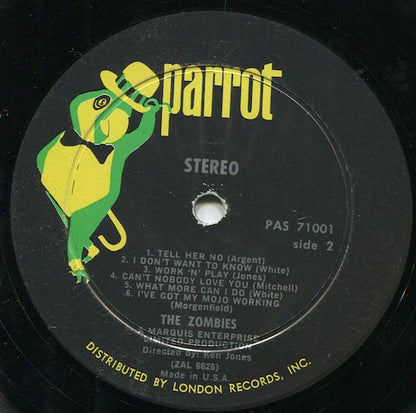 parrot
STEREO
PAS 71001
side 2
1. TELL HER NO (Argent)
2. I DON'T WANT TO KNOW (White)
3. WORK 'N' PLAY (Jones)
4. CAN'T NOBODY LOVE YOU (Mitchell)
5. WHAT MORE CAN I DO (White)
6. I'VE GOT MY MOJO WORKING
(Morgenfield)
THE ZOMBIES
A MARQUIS ENTERPRISE
LIMITED PRODUCTION
Directed by: Ken Jones
(ZAL 6626)
Made in U.S.A.
DISTRIBUTED BY LONDON RECORDS, INC.